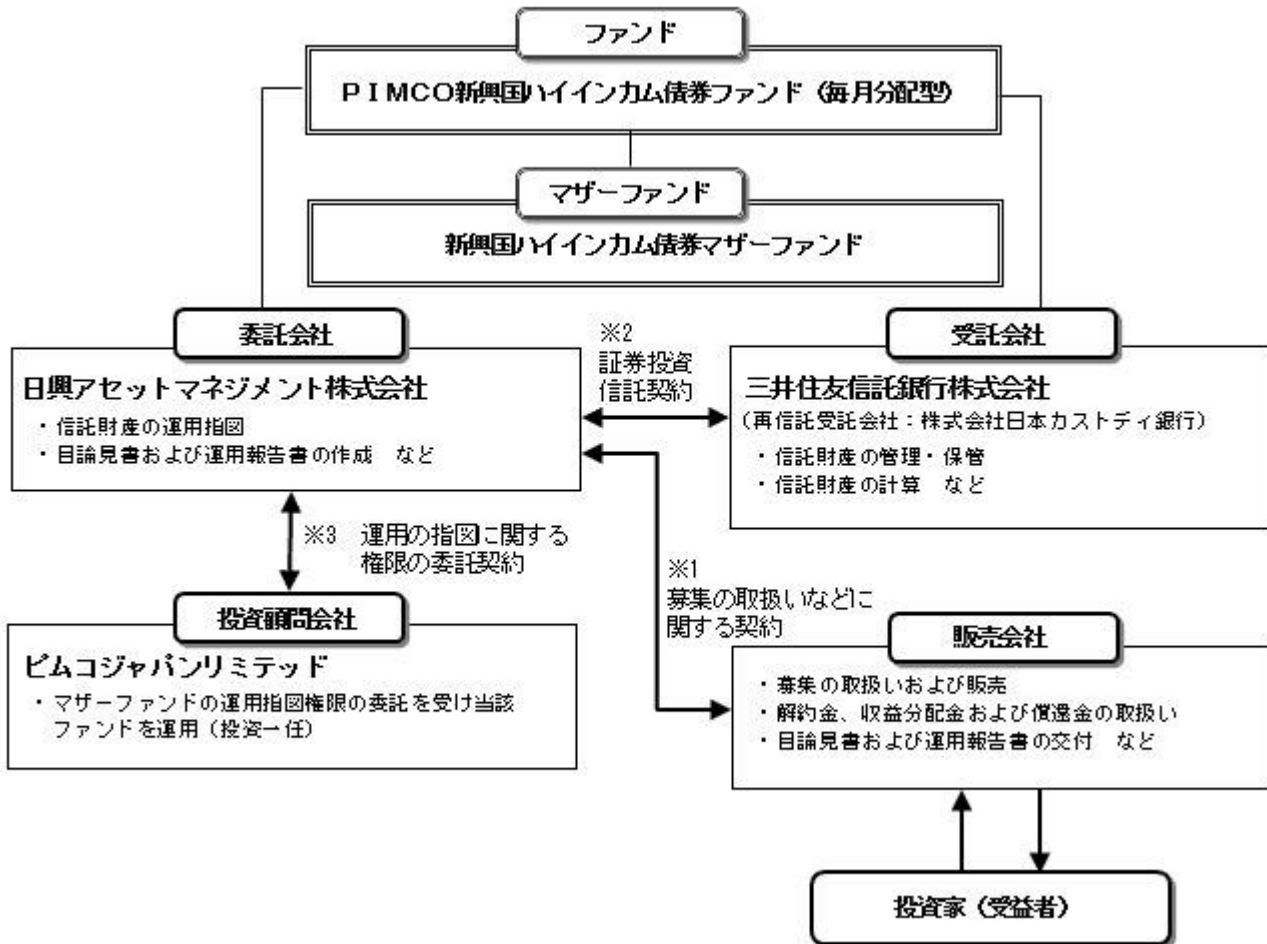 ファンド
PIMCO新興国ハイインカム債券ファンド（毎月分配型）
マザーファンド
新興国ハイインカム債券マザーファンド
委託会社
日興アセットマネジメント株式会社
・信託財産の運用指図
・目論見書および運用報告書の作成　など
※2
証券投資
信託契約
受託会社
三井住友信託銀行株式会社
（再信託受託会社：株式会社日本カストディ銀行）
・信託財産の管理・保管
・信託財産の計算　など
※3　運用の指図に関する
権限の委託契約
※1
募集の取扱いなどに
関する契約
投資顧問会社
ピムコジャパンリミテッド
・マザーファンドの運用指図権限の委託を受け当該
ファンドを運用（投資一任）
販売会社
・募集の取扱いおよび販売
・解約金、収益分配金および償還金の取扱い
・目論見書および運用報告書の交付　など
投資家（受益者）